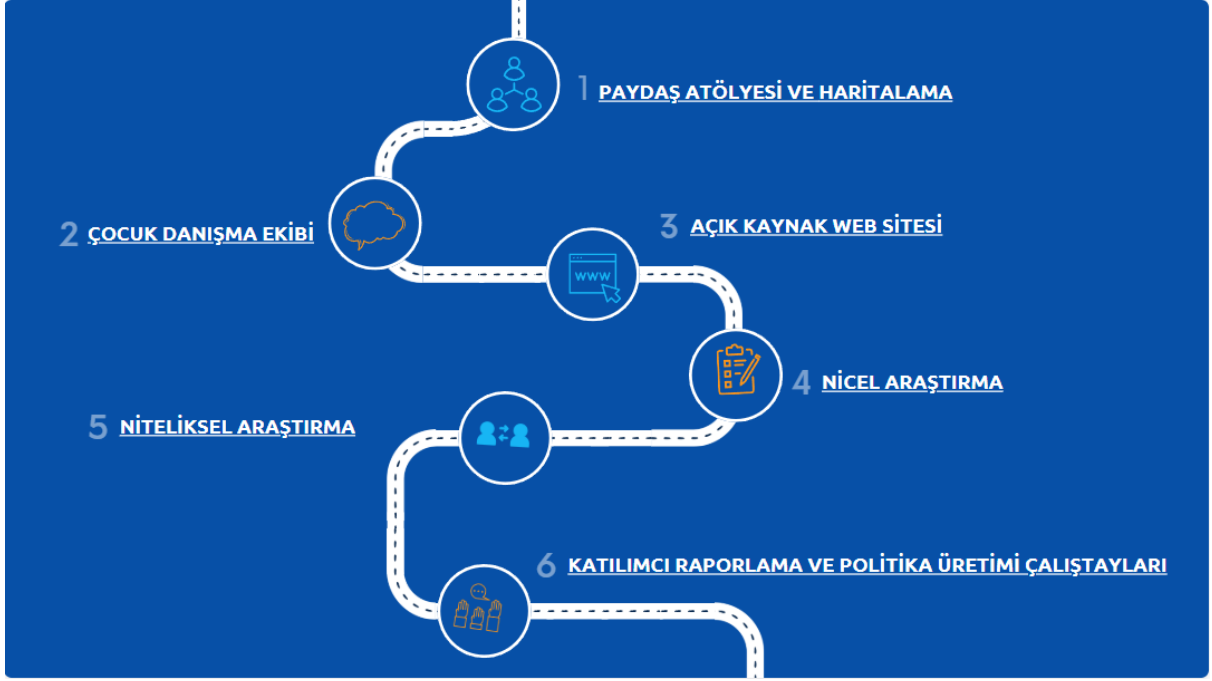 1 PAYDAŞ ATÖLYESİ VE HARİTALAMA
2 ÇOCUK DANIŞMA EKİBİ
3 AÇIK KAYNAK WEB SİTESİ
WWW
4 NİCEL ARAŞTIRMA
5 NİTELİKSEL ARAŞTIRMA
6 KATILIMCI RAPORLAMA VE POLİTİKA ÜRETİMİ ÇALIŞTAYLARI